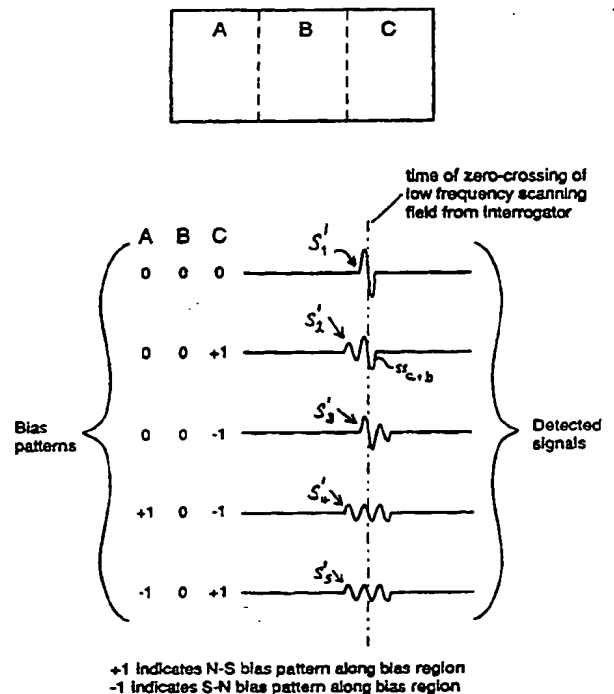 A B C
time of zero-crossing of
low frequency scanning
field from interrogator
A B C
0 0 0 S'1
0 0 +1 S'2
SS c+b
0 0 -1 S'3
Bias
patterns
Detected
signals
+1 0 -1 S'4
-1 0 +1 S'5
+1 indicates N-S bias pattern along bias region
-1 indicates S-N bias pattern along bias region